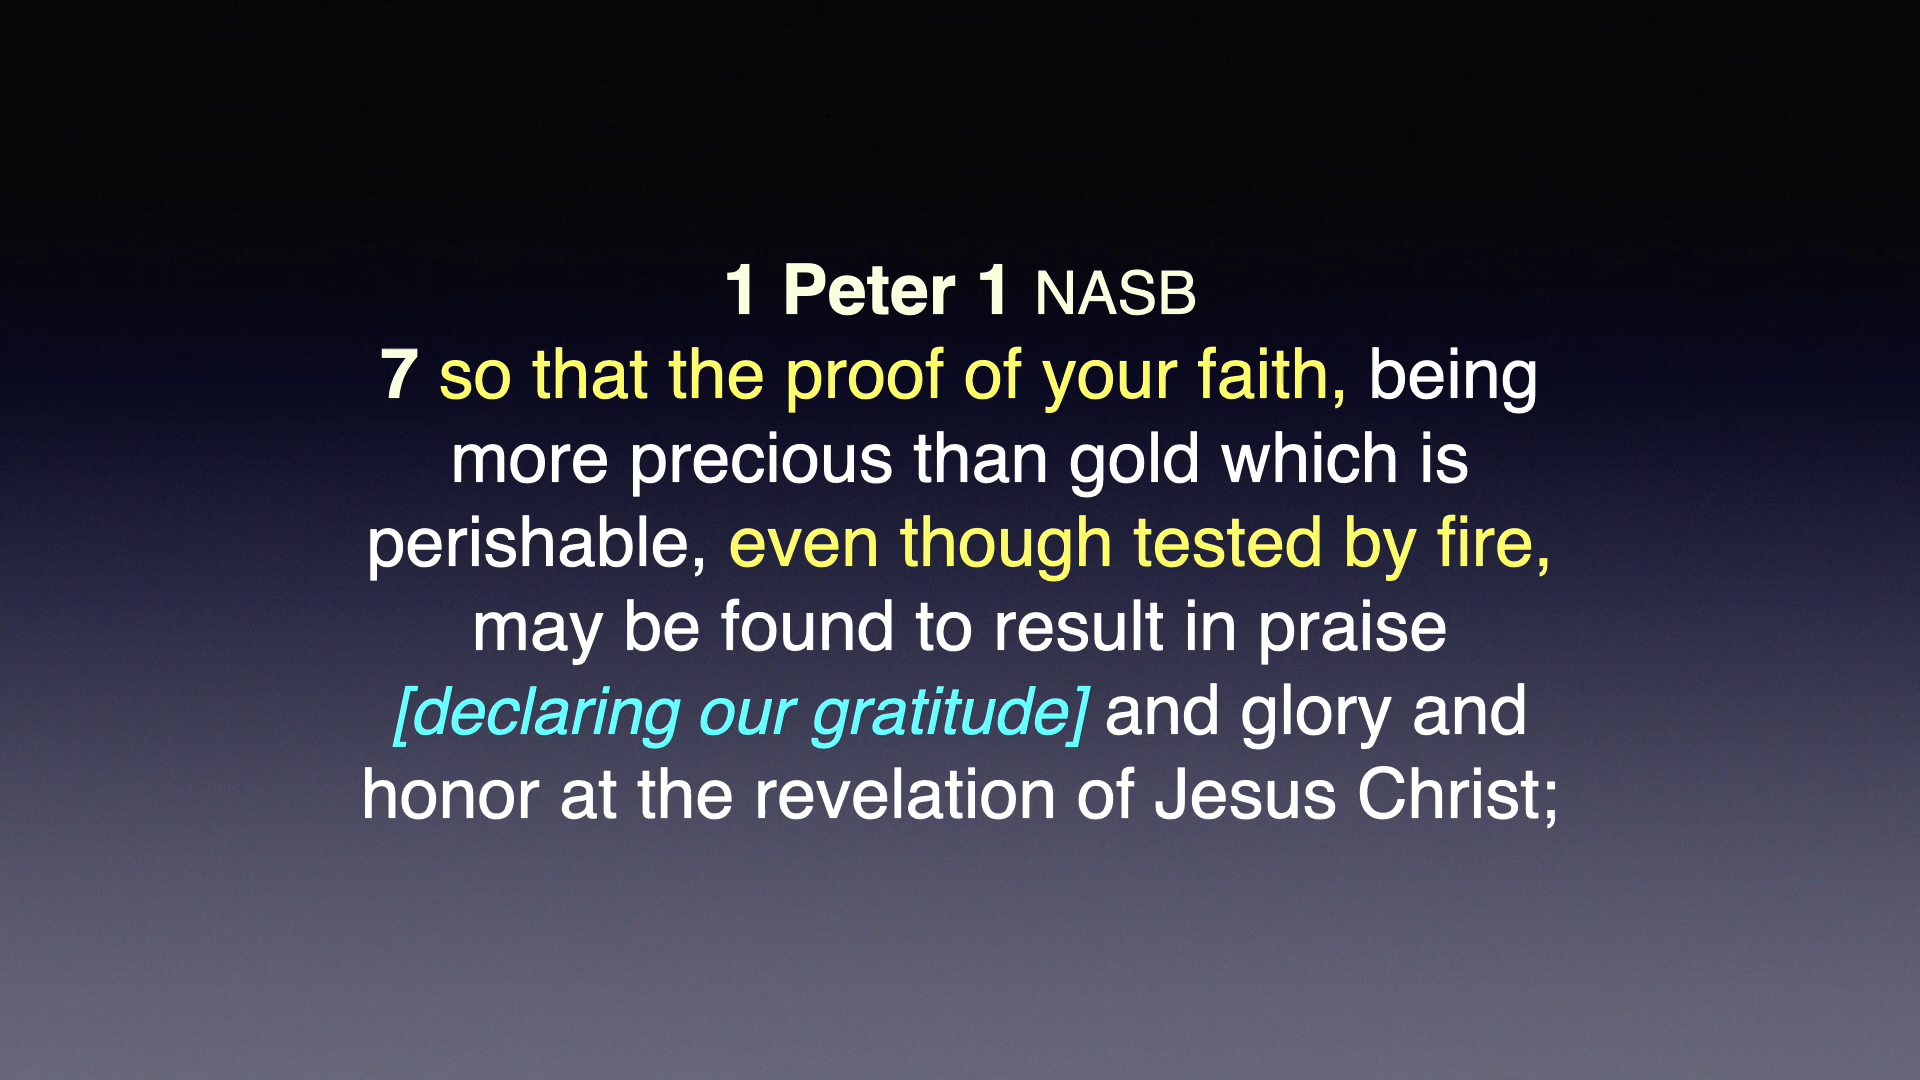 1 Peter 1 NASB
7 so that the proof of your faith, being
more precious than gold which is
perishable, even though tested by fire,
may be found to result in praise
[declaring our gratitude] and glory and
honor at the revelation of Jesus Christ;